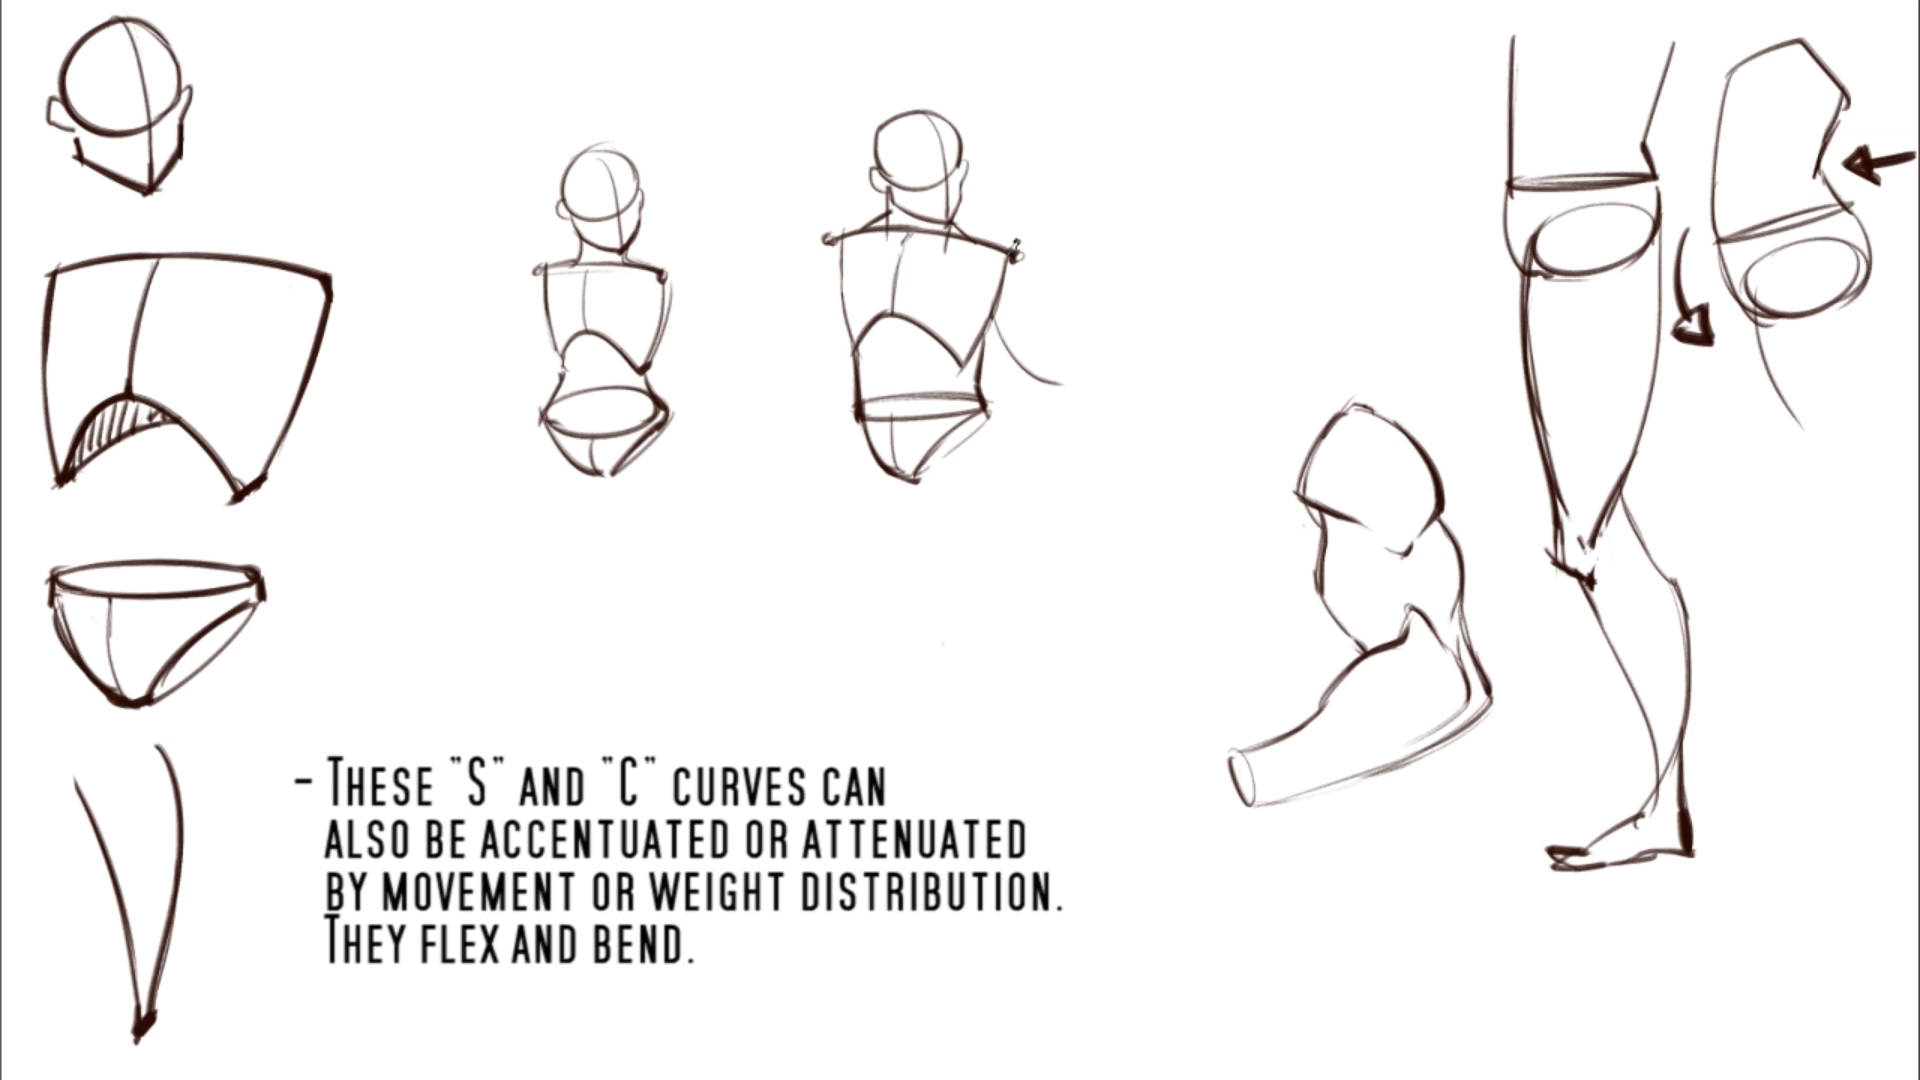 - These "S" and "C" curves can
also be accentuated or attenuated
by movement or weight distribution.
They flex and bend.